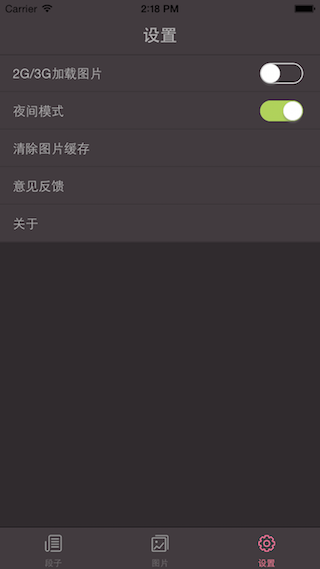 Carrier 2:18 PM
设置
2G/3G加载图片
夜间模式
清除图片缓存
意见反馈
关于
段子 图片 设置